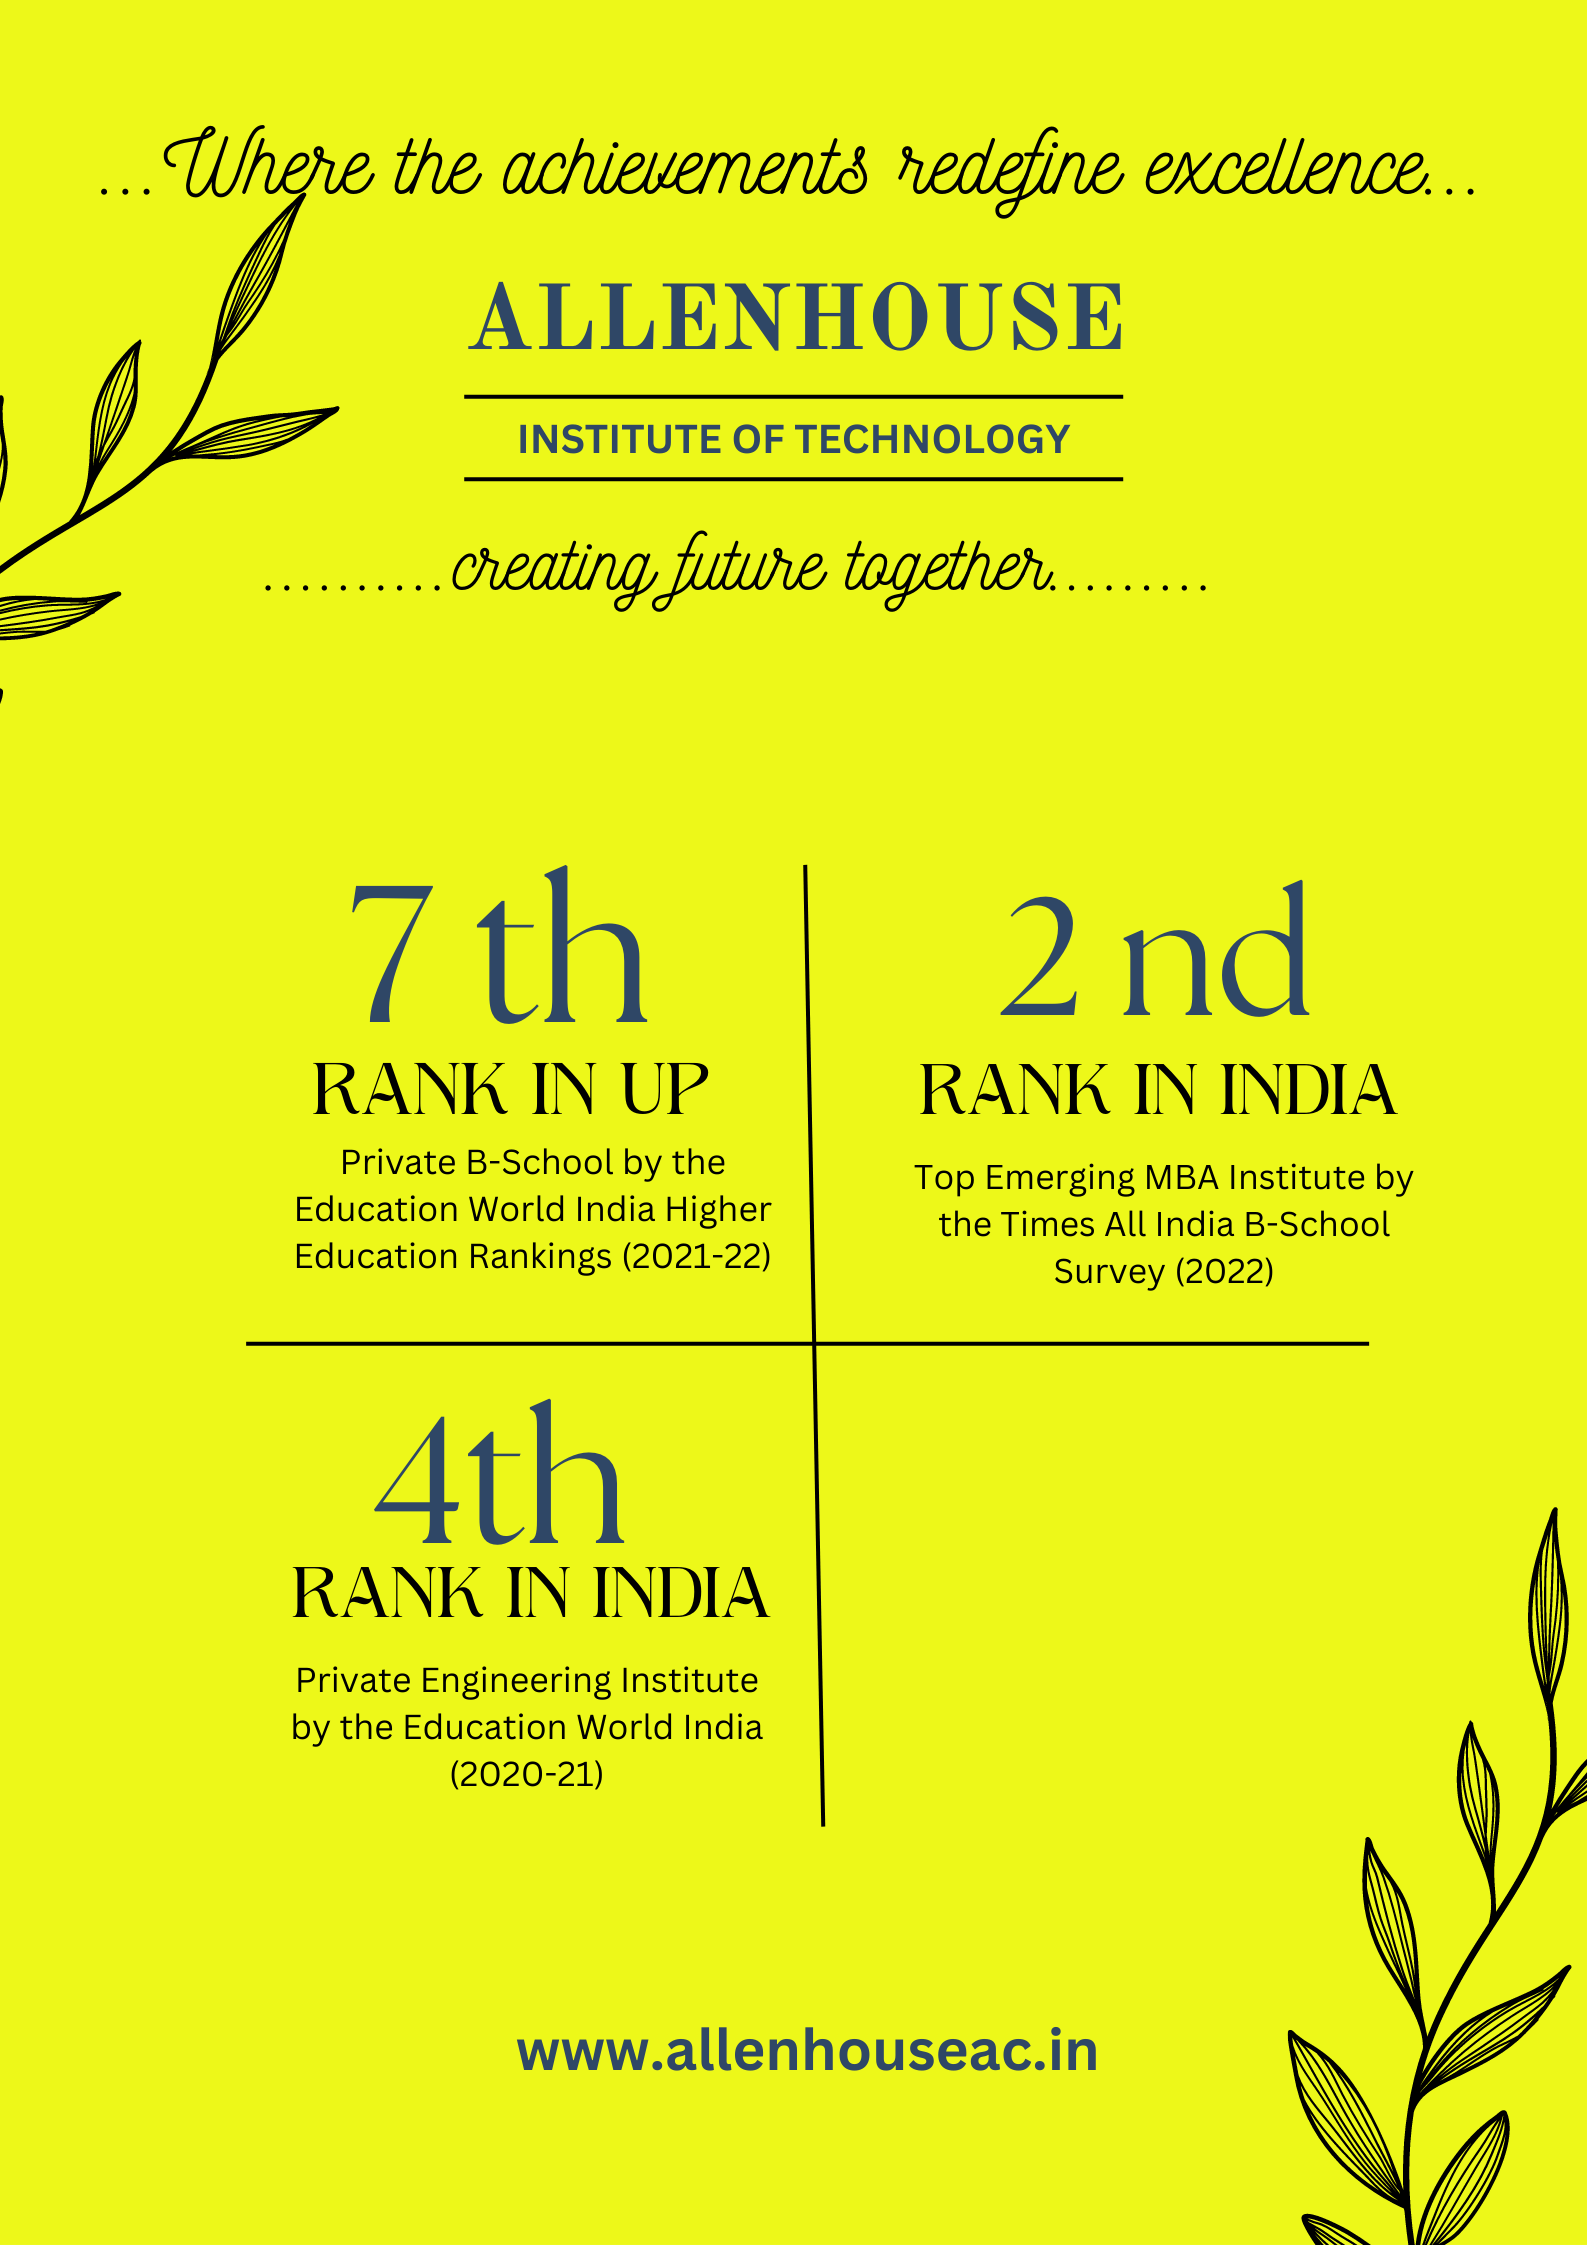 ...Where the achievements redefine excellence...
ALLENHOUSE
INSTITUTE OF TECHNOLOGY
..........creating future together.........
7 th
RANK IN UP
Private B-School by the
Education World India Higher
Education Rankings (2021-22)
2 nd
RANK IN INDIA
Top Emerging MBA Institute by
the Times All India B-School
Survey (2022)
4th
RANK IN INDIA
Private Engineering Institute
by the Education World India
(2020-21)
www.allenhouseac.in